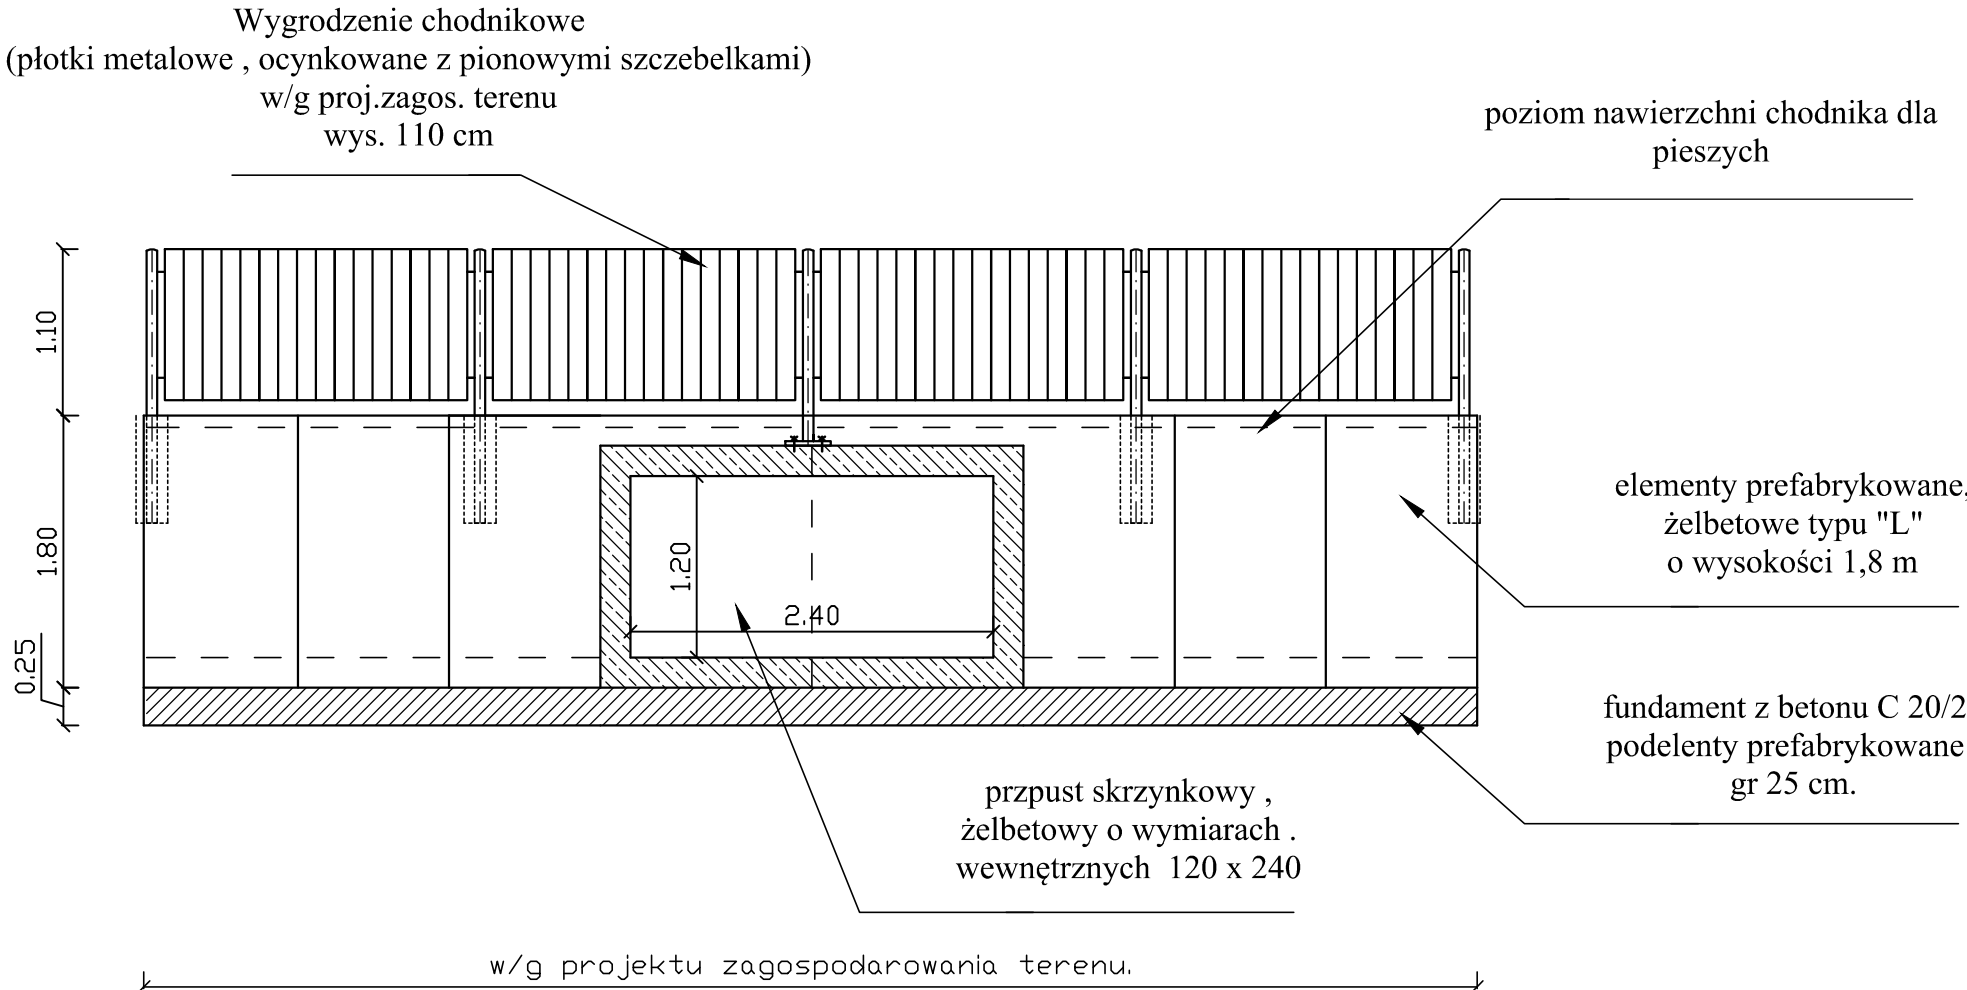 Wygrodzenie chodnikowe
(płotki metalowe , ocynkowane z pionowymi szczebelkami)
w/g proj.zagos. terenu
wys. 110 cm
poziom nawierzchni chodnika dla
pieszych
1.10
1.80
0.25
1.20
2.40
elementy prefabrykowane,
żelbetowe typu "L"
o wysokości 1,8 m
fundament z betonu C 20/2
podelenty prefabrykowane
gr 25 cm.
przpust skrzynkowy ,
żelbetowy o wymiarach .
wewnętrznych 120 x 240
w/g projektu zagospodarowania terenu.